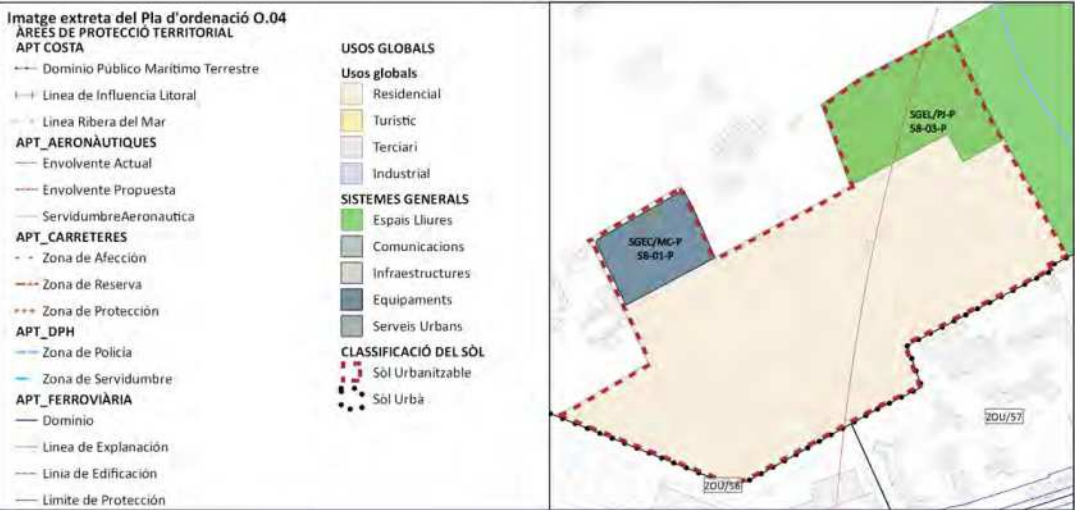 Imatge extreta del Pla d'ordenació O.04
ÀREES DE PROTECCIÓ TERRITORIAL
APT COSTA
Dominio Público Marítimo Terrestre
Linea de Influencia Litoral
Linea Ribera del Mar
APT_AERONÀUTIQUES
Envolvente Actual
Envolvente Propuesta
ServidumbreAeronautica
APT_CARRETERES
Zona de Afección
Zona de Reserva
Zona de Protección
APT_DPH
Zona de Policía
Zona de Servidumbre
APT_FERROVIÀRIA
Dominio
Linea de Explanación
Linia de Edificación
Limite de Protección
USOS GLOBALS
Usos globals
Residencial
Turistic
Terciari
Industrial
SISTEMES GENERALS
Espais Lliures
Comunicacions
Infraestructures
Equipaments
Serveis Urbans
CLASSIFICACIÓ DEL SÒL
Sòl Urbanitzable
Sòl Urbà
SGEL/PJ-P
58-03-P
SGEC/MC-P
58-01-P
ZOU/57
ZOU/56